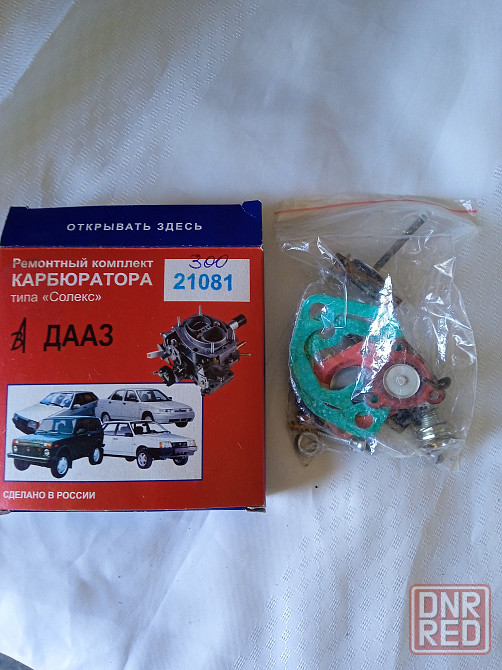 ОТКРЫВАТЬ ЗДЕСЬ
Ремонтный комплект
КАРБЮРАТОРА
типа «Солекс»
300
21081
ДААЗ
СДЕЛАНО В РОССИИ
DNR
RED